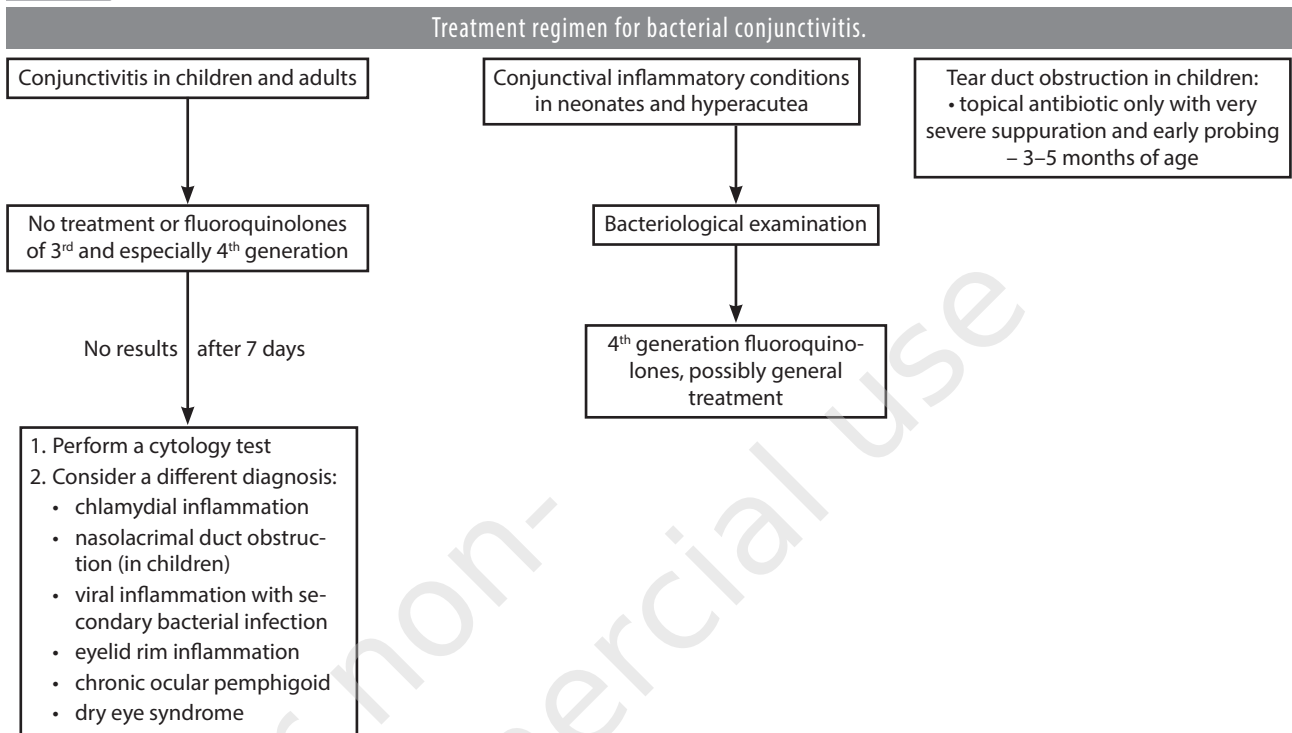 Treatment regimen for bacterial conjunctivitis.
Conjunctivitis in children and adults
No treatment or fluoroquinolones
of 3rd and especially 4th generation
No results after 7 days
1. Perform a cytology test
2. Consider a different diagnosis:
• chlamydial inflammation
• nasolacrimal duct obstruc-
tion (in children)
• viral inflammation with se-
condary bacterial infection
• eyelid rim inflammation
• chronic ocular pemphigoid
• dry eye syndrome
Conjunctival inflammatory conditions
in neonates and hyperacutea
Bacteriological examination
4th generation fluoroquino-
lones, possibly general
treatment
Tear duct obstruction in children:
• topical antibiotic only with very
severe suppuration and early probing
– 3–5 months of age
non-
ercial use